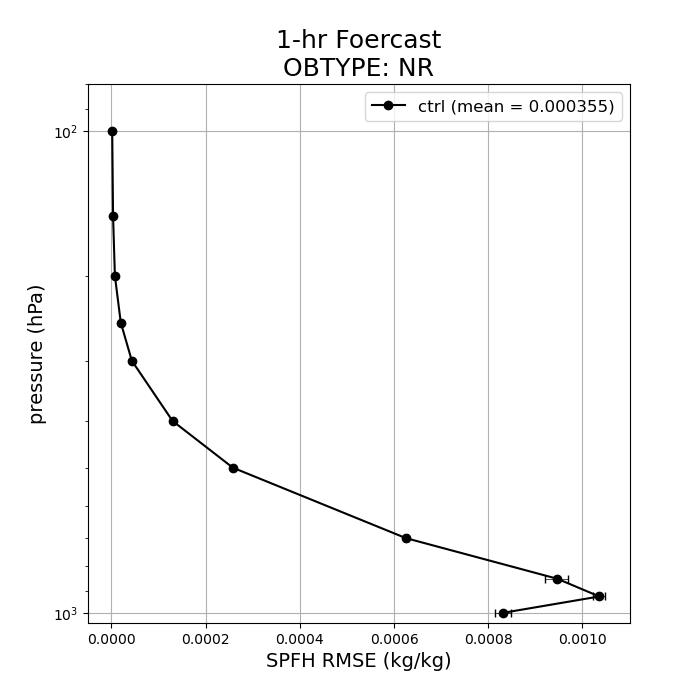 1-hr Foercast
OBTYPE: NR
ctrl (mean = 0.000355)
10²
10³
pressure (hPa)
0.0000 0.0002 0.0004 0.0006 0.0008 0.0010
SPFH RMSE (kg/kg)